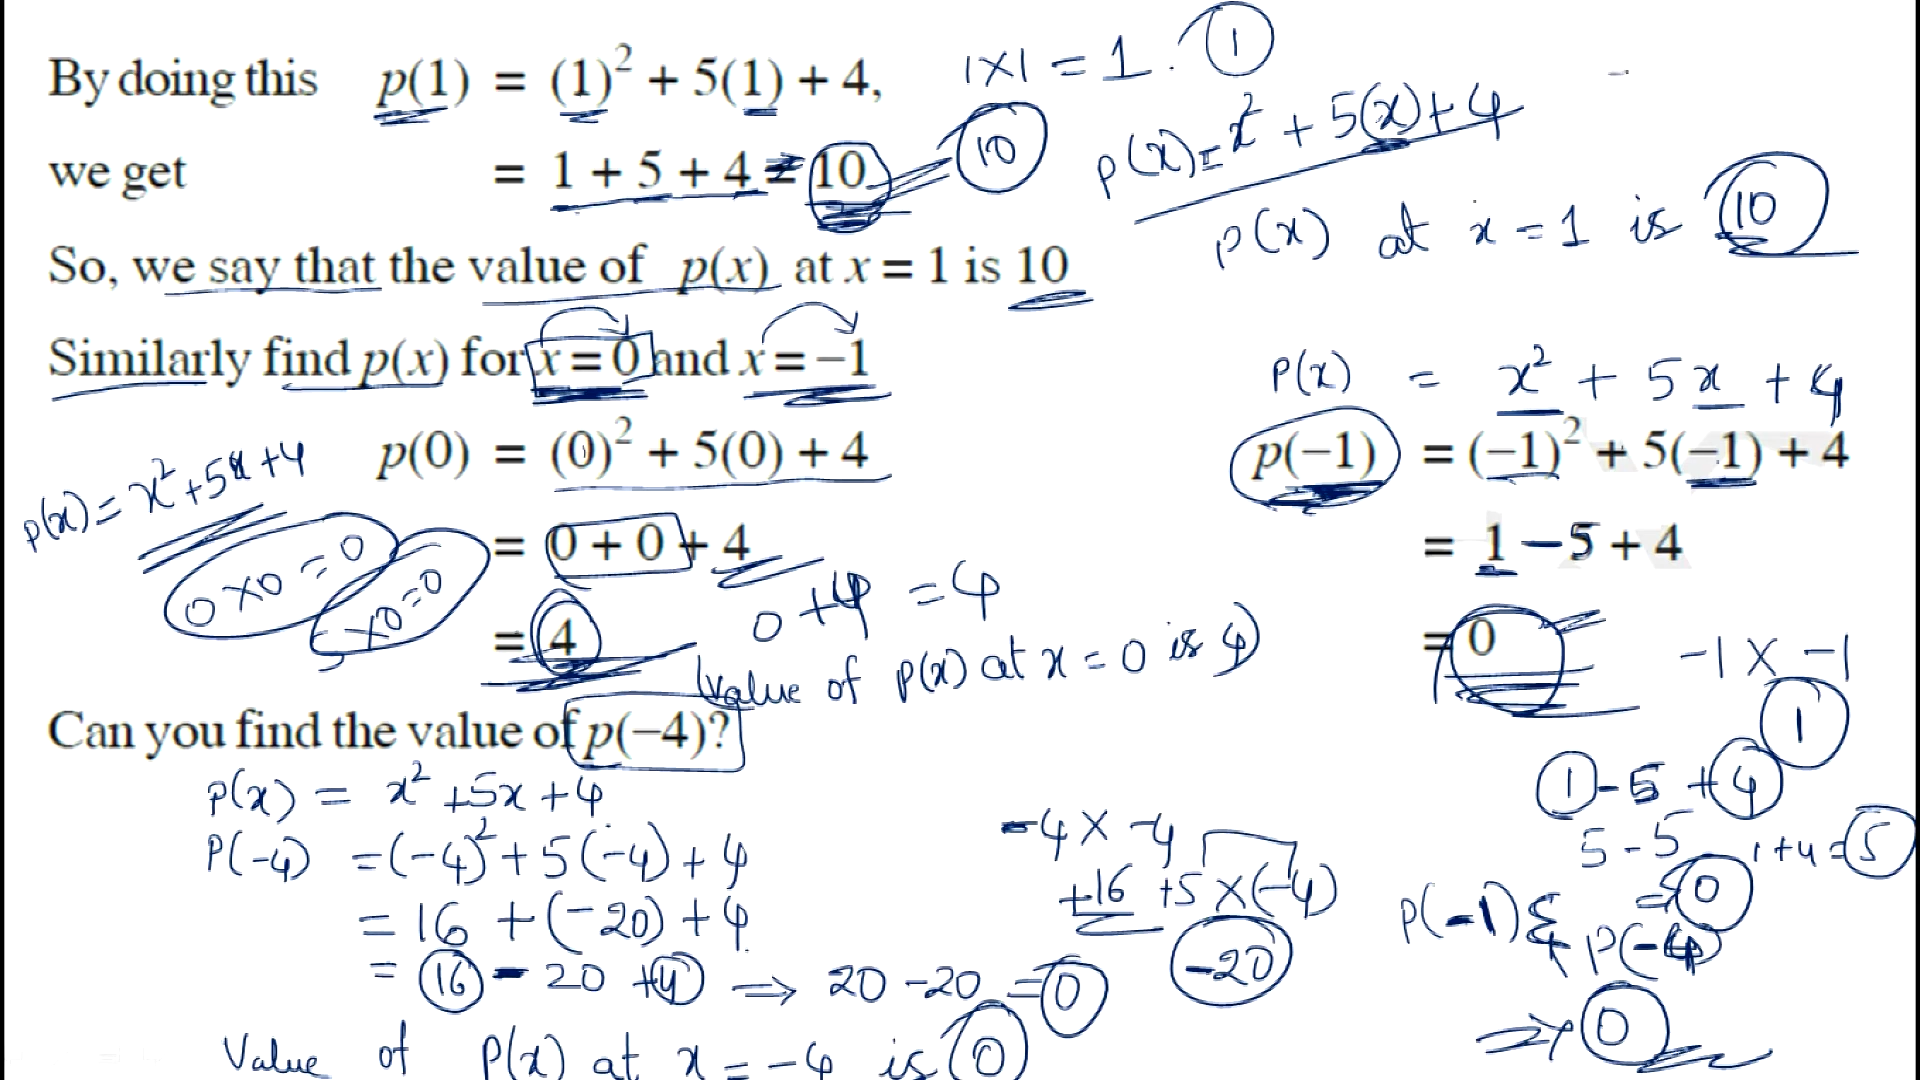 By doing this p(1) = (1)² + 5(1) + 4,
1×1 = 1. 1
we get = 1 + 5 + 4 = 10
10
p(x) = x² + 5(x) + 4
p(x) at x = 1 is 10
So, we say that the value of p(x) at x = 1 is 10
Similarly find p(x) for x = 0 and x = −1
p(x) = x² + 5x + 4
p(0) = (0)² + 5(0) + 4
p(x) = x² + 5x + 4
= 0 + 0 + 4
0 × 0 = 0
5 × 0 = 0
0 + 4 = 4
= 4
Value of p(x) at x = 0 is 4
p(−1) = (−1)² + 5(−1) + 4
= 1 − 5 + 4
= 0
−1 × −1
1
1 − 5 + 4
5 − 5 1 + 4 = 5
= 0
Can you find the value of p(−4)?
p(x) = x² + 5x + 4
P(−4) = (−4)² + 5(−4) + 4
= 16 + (−20) + 4
= 16 − 20 + 4 ⇒ 20 − 20 = 0
−4 × −4
+16 +5 × (−4)
−20
P(−1) & P(−4)
⇒ 0
Value of P(x) at x = −4 is 0